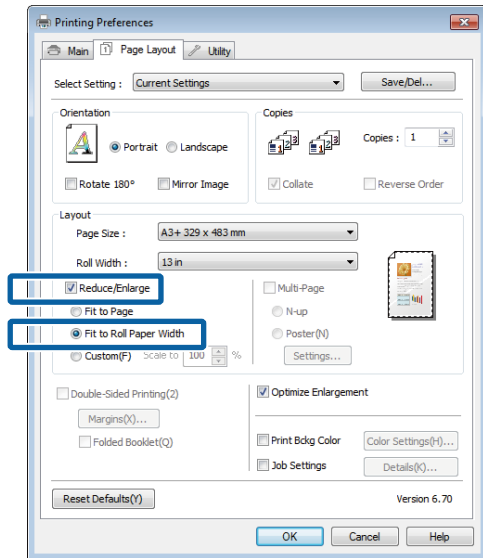 Printing Preferences
Main Page Layout Utility
Select Setting : Current Settings Save/Del...
Orientation Copies
Portrait Landscape Copies : 1
Rotate 180° Mirror Image Collate Reverse Order
Layout
Page Size : A3+ 329 x 483 mm
Roll Width : 13 in
Reduce/Enlarge Multi-Page
Fit to Page N-up
Fit to Roll Paper Width Poster(N)
Custom(F) Scale to 100 % Settings...
Double-Sided Printing(2) Optimize Enlargement
Margins(X)...
Folded Booklet(Q) Print Bckg Color Color Settings(H)...
Job Settings Details(K)...
Reset Defaults(Y) Version 6.70
OK Cancel Help